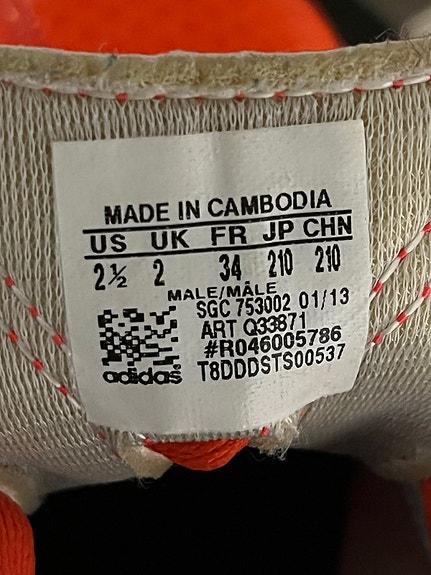 MADE IN CAMBODIA
US UK FR JP CHN
2½ 2 34 210 210
MALE/MÂLE
SGC 753002 01/13
ART Q33871
#R046005786
T8DDDSTS00537
adidas